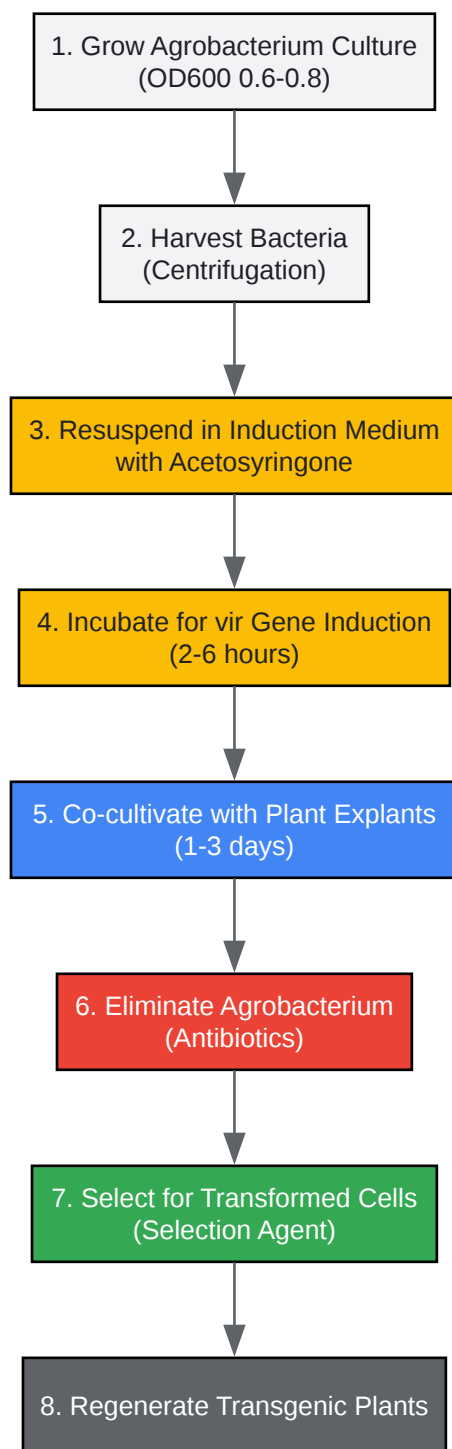 1. Grow Agrobacterium Culture
(OD600 0.6-0.8)
2. Harvest Bacteria
(Centrifugation)
3. Resuspend in Induction Medium
with Acetosyringone
4. Incubate for vir Gene Induction
(2-6 hours)
5. Co-cultivate with Plant Explants
(1-3 days)
6. Eliminate Agrobacterium
(Antibiotics)
7. Select for Transformed Cells
(Selection Agent)
8. Regenerate Transgenic Plants